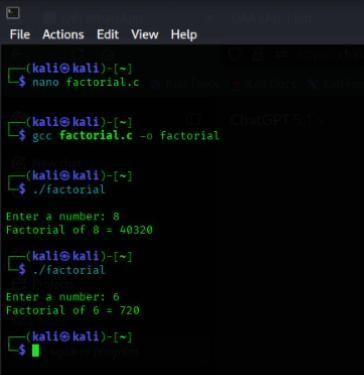 File Actions Edit View Help
┌──(kali㉿kali)-[~]
└─$ nano factorial.c
┌──(kali㉿kali)-[~]
└─$ gcc factorial.c -o factorial
┌──(kali㉿kali)-[~]
└─$ ./factorial
Enter a number: 8
Factorial of 8 = 40320
┌──(kali㉿kali)-[~]
└─$ ./factorial
Enter a number: 6
Factorial of 6 = 720
┌──(kali㉿kali)-[~]
└─$